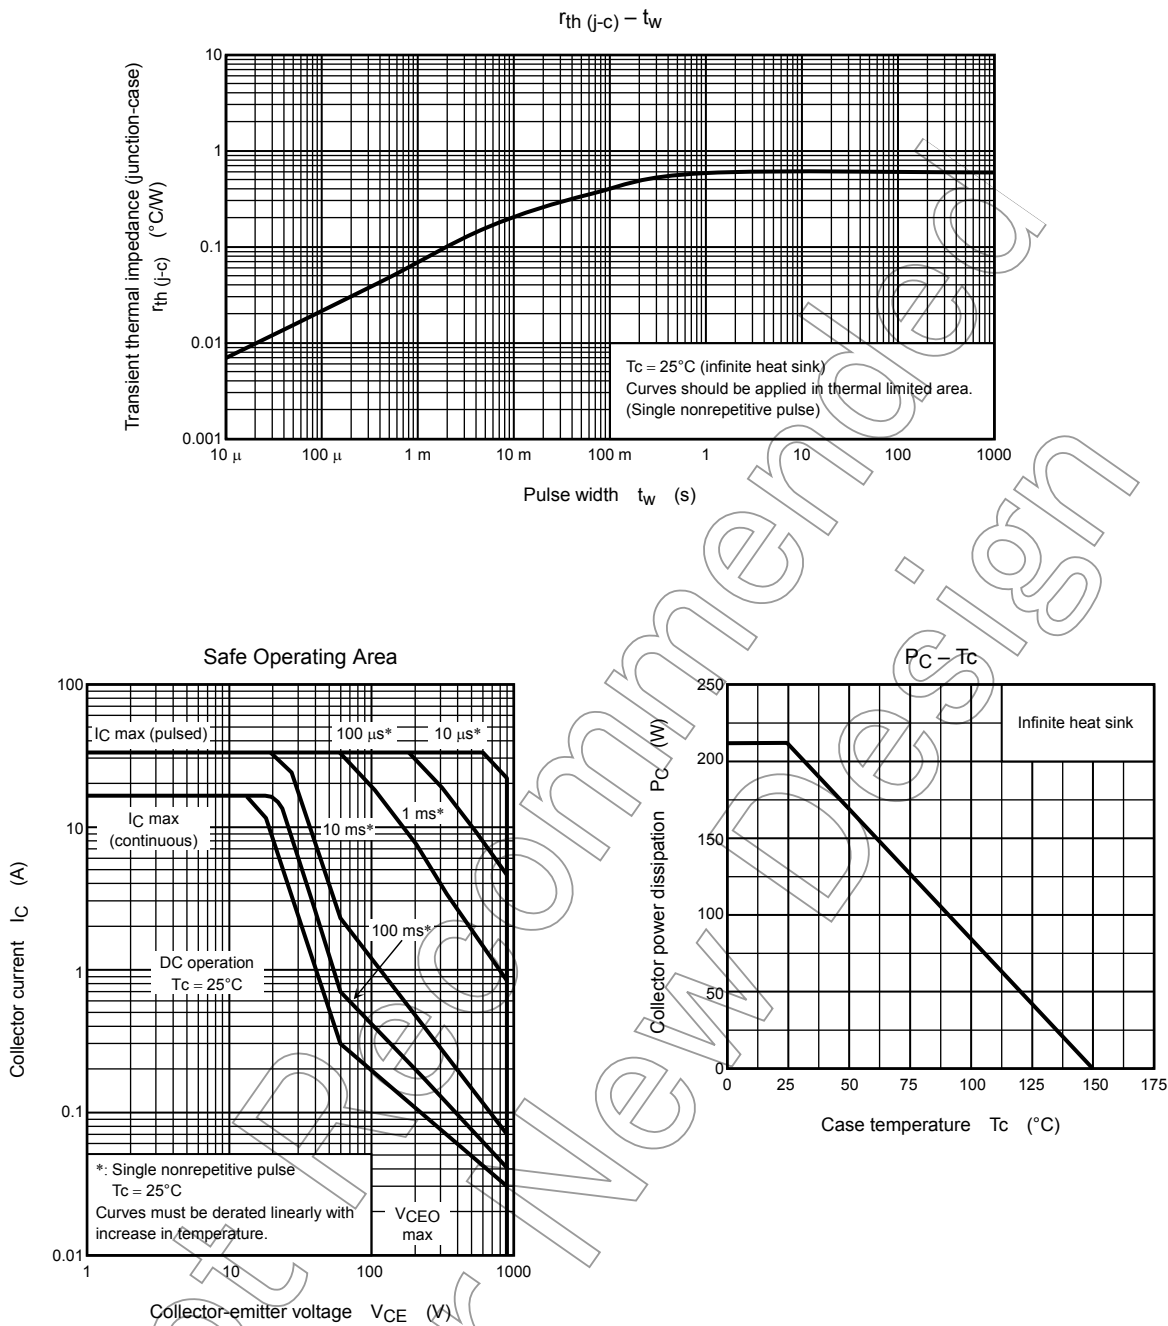 rth (j-c) – tw
Transient thermal impedance (junction-case)
rth (j-c) (°C/W)
10
1
0.1
0.01
0.001
Tc = 25°C (infinite heat sink)
Curves should be applied in thermal limited area.
(Single nonrepetitive pulse)
10 μ
100 μ
1 m
10 m
100 m
1
10
100
1000
Pulse width tw (s)
Safe Operating Area
Collector current IC (A)
100
10
1
0.1
0.01
IC max (pulsed)
100 μs*
10 μs*
IC max
(continuous)
10 ms*
1 ms*
100 ms*
DC operation
Tc = 25°C
*: Single nonrepetitive pulse
Tc = 25°C
Curves must be derated linearly with
increase in temperature.
VCEO
max
1
10
100
1000
Collector-emitter voltage VCE (V)
PC – Tc
Collector power dissipation PC (W)
250
200
150
100
50
0
Infinite heat sink
0
25
50
75
100
125
150
175
Case temperature Tc (°C)
Not Recommended
for New Design